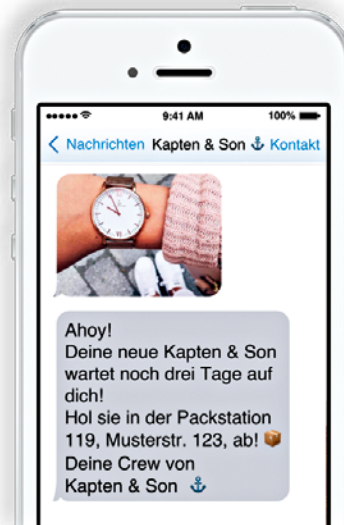 9:41 AM 100%
Nachrichten Kapten & Son ⚓ Kontakt
Ahoy!
Deine neue Kapten & Son
wartet noch drei Tage auf
dich!
Hol sie in der Packstation
119, Musterstr. 123, ab! 📦
Deine Crew von
Kapten & Son ⚓